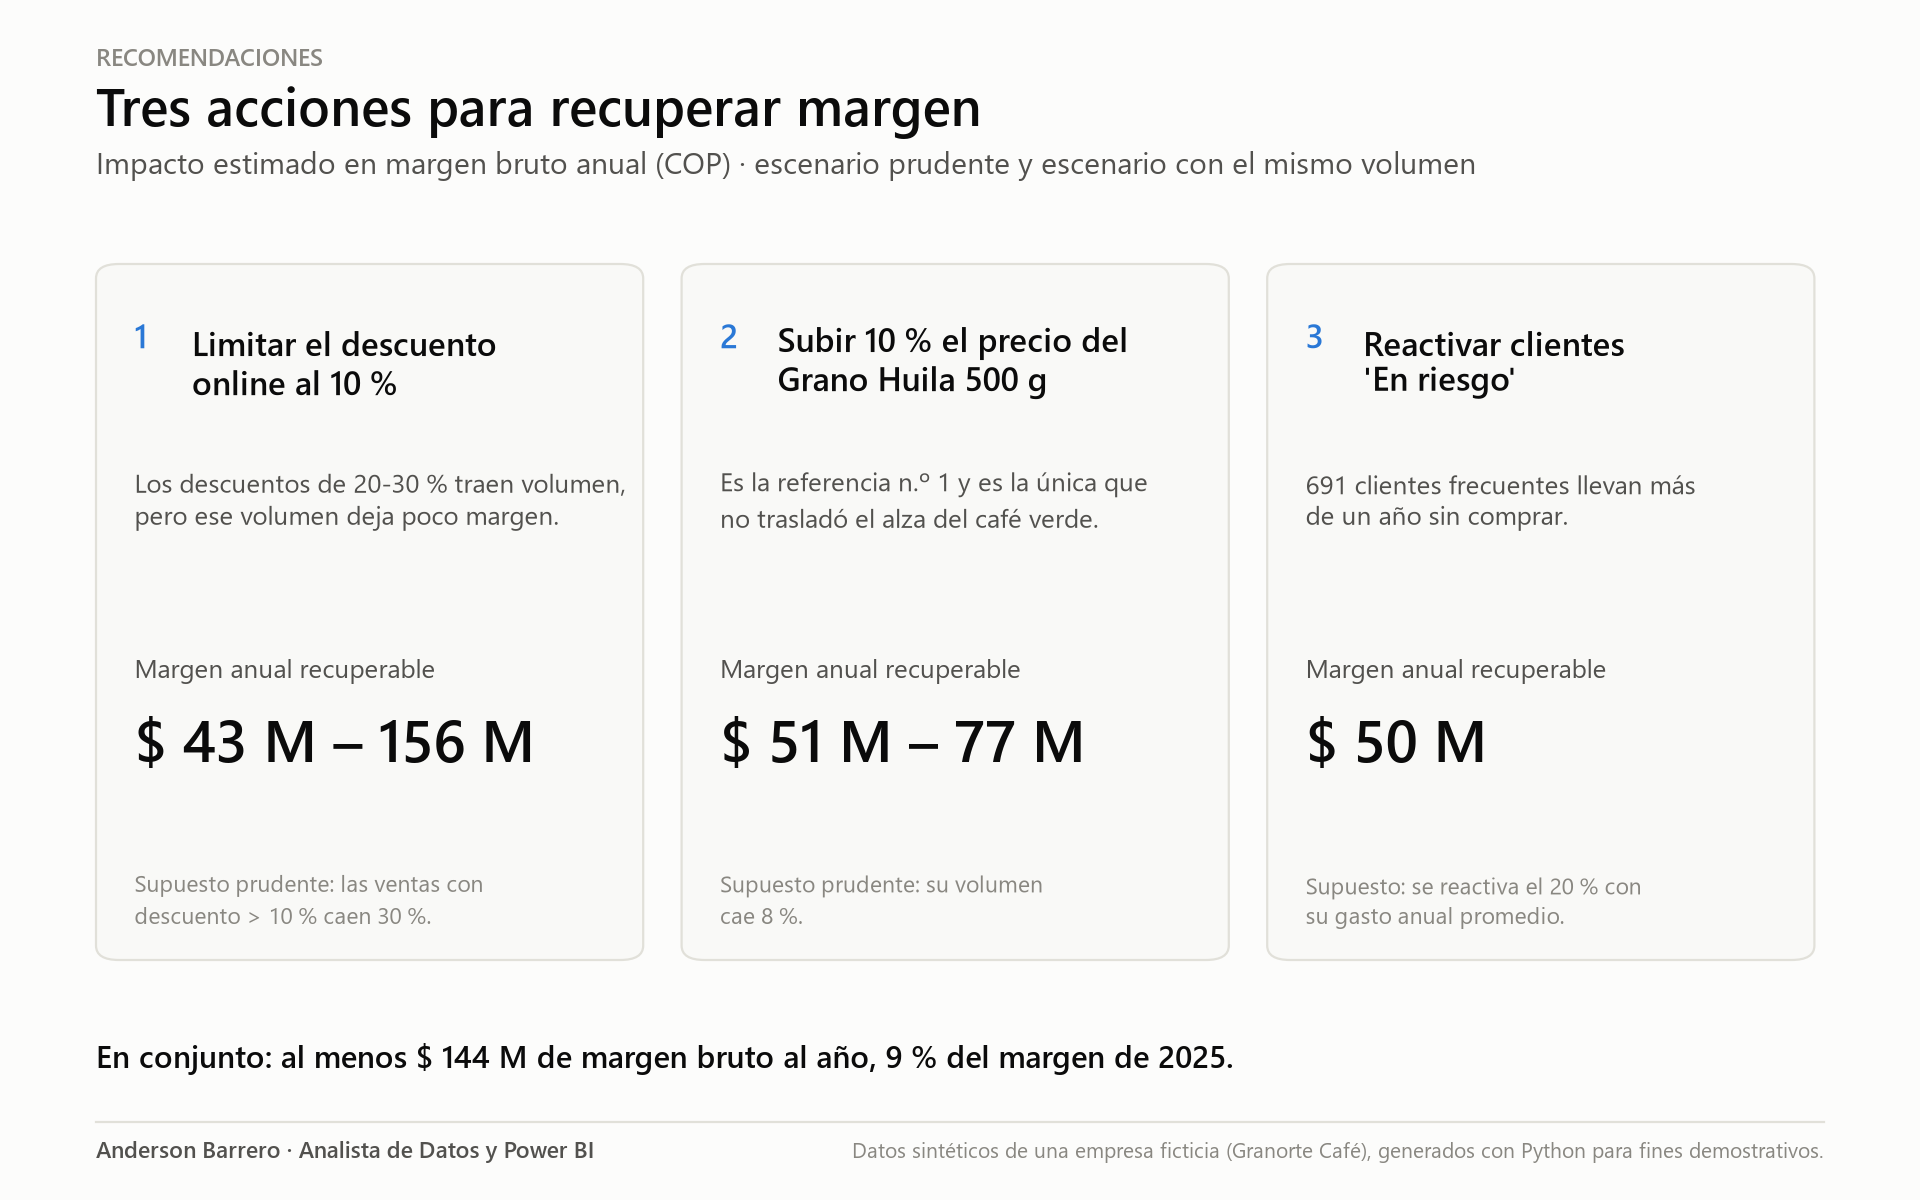 RECOMENDACIONES
Tres acciones para recuperar margen
Impacto estimado en margen bruto anual (COP) · escenario prudente y escenario con el mismo volumen
1
Limitar el descuento
online al 10 %
Los descuentos de 20-30 % traen volumen,
pero ese volumen deja poco margen.
Margen anual recuperable
$ 43 M – 156 M
Supuesto prudente: las ventas con
descuento > 10 % caen 30 %.
2
Subir 10 % el precio del
Grano Huila 500 g
Es la referencia n.º 1 y es la única que
no trasladó el alza del café verde.
Margen anual recuperable
$ 51 M – 77 M
Supuesto prudente: su volumen
cae 8 %.
3
Reactivar clientes
'En riesgo'
691 clientes frecuentes llevan más
de un año sin comprar.
Margen anual recuperable
$ 50 M
Supuesto: se reactiva el 20 % con
su gasto anual promedio.
En conjunto: al menos $ 144 M de margen bruto al año, 9 % del margen de 2025.
Anderson Barrero · Analista de Datos y Power BI
Datos sintéticos de una empresa ficticia (Granorte Café), generados con Python para fines demostrativos.